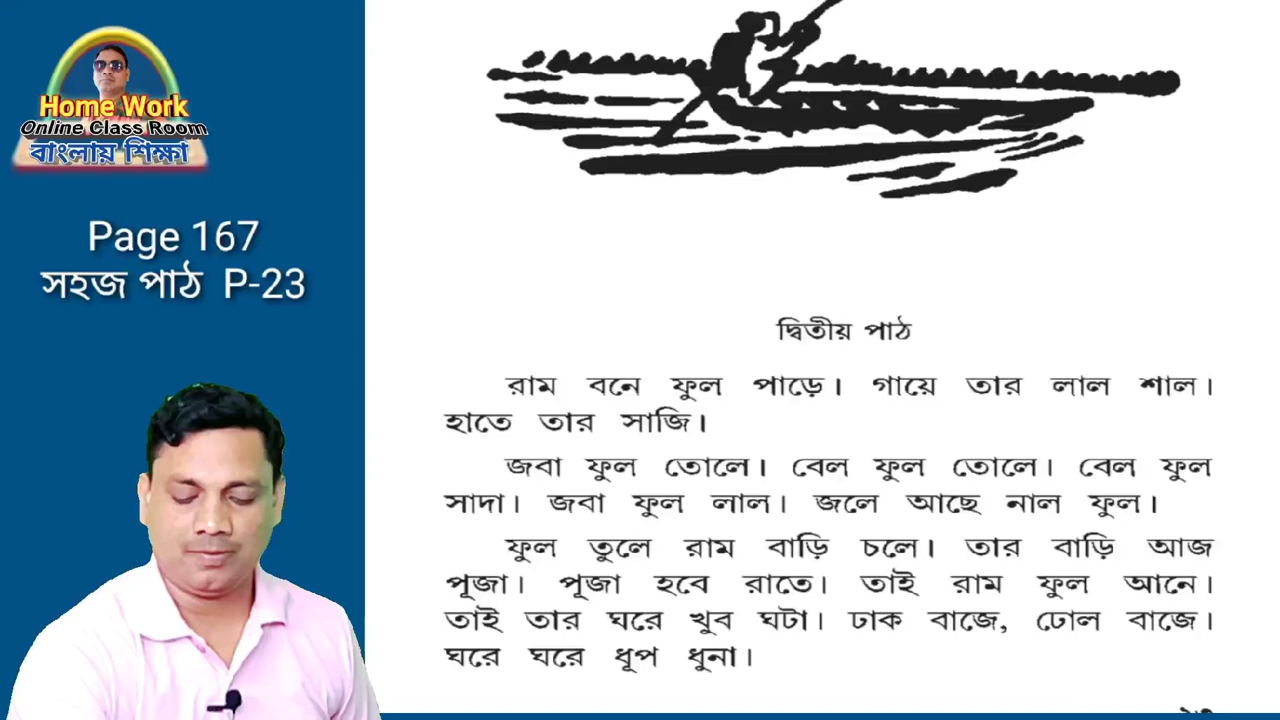 Home Work
Online Class Room
বাংলায় শিক্ষা
Page 167
সহজ পাঠ P-23
দ্বিতীয় পাঠ
রাম বনে ফুল পাড়ে। গায়ে তার লাল শাল।
হাতে তার সাজি।
জবা ফুল তোলে। বেল ফুল তোলে। বেল ফুল
সাদা। জবা ফুল লাল। জলে আছে নাল ফুল।
ফুল তুলে রাম বাড়ি চলে। তার বাড়ি আজ
পূজা। পূজা হবে রাতে। তাই রাম ফুল আনে।
তাই তার ঘরে খুব ঘটা। ঢাক বাজে, ঢোল বাজে।
ঘরে ঘরে ধূপ ধুনা।